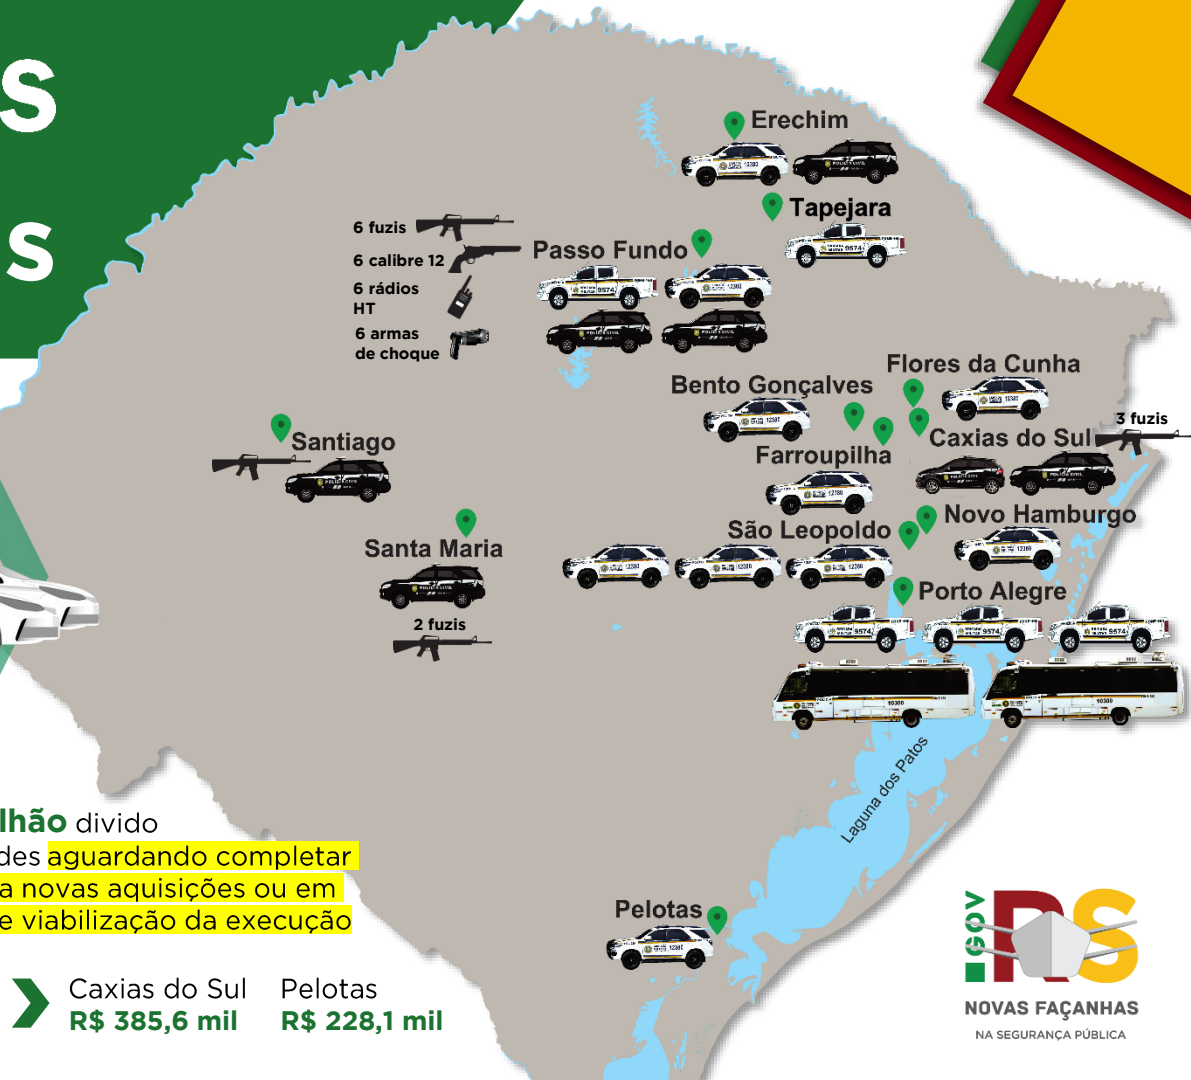 S
S
Erechim
Tapejara
6 fuzis
6 calibre 12
6 rádios
HT
6 armas
de choque
Passo Fundo
Flores da Cunha
Bento Gonçalves
3 fuzis
Caxias do Sul
Farroupilha
Santiago
Novo Hamburgo
São Leopoldo
Santa Maria
2 fuzis
Porto Alegre
Laguna dos Patos
lhão divido
des aguardando completar
a novas aquisições ou em
e viabilização da execução
Pelotas
Caxias do Sul
R$ 385,6 mil
Pelotas
R$ 228,1 mil
GOV
RS
NOVAS FAÇANHAS
NA SEGURANÇA PÚBLICA